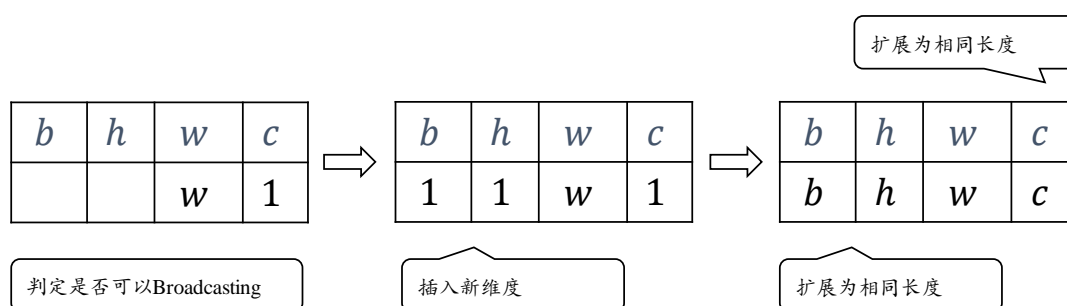 扩展为相同长度
b h w c b h w c b h w c
w 1 1 1 w 1 b h w c
判定是否可以Broadcasting 插入新维度 扩展为相同长度